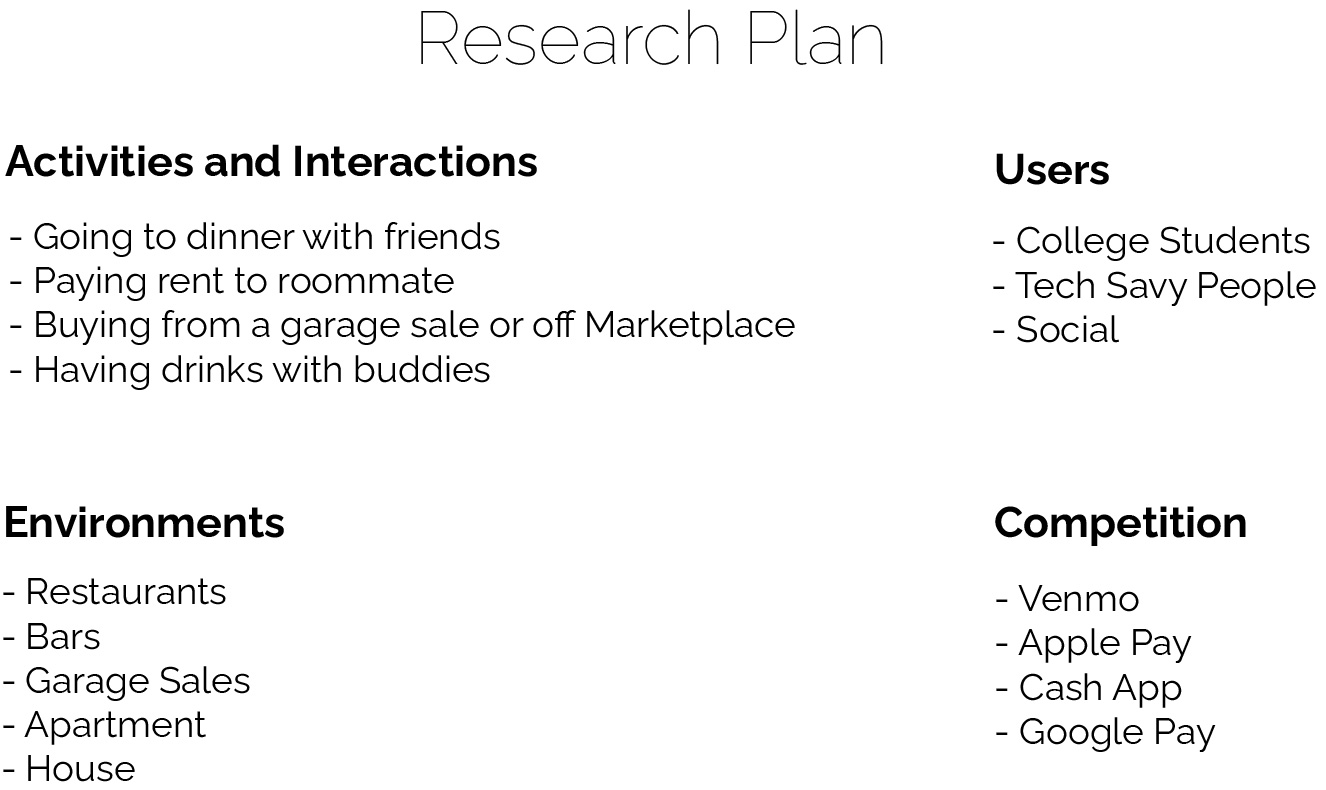 Research Plan
Activities and Interactions
- Going to dinner with friends
- Paying rent to roommate
- Buying from a garage sale or off Marketplace
- Having drinks with buddies
Users
- College Students
- Tech Savy People
- Social
Environments
- Restaurants
- Bars
- Garage Sales
- Apartment
- House
Competition
- Venmo
- Apple Pay
- Cash App
- Google Pay